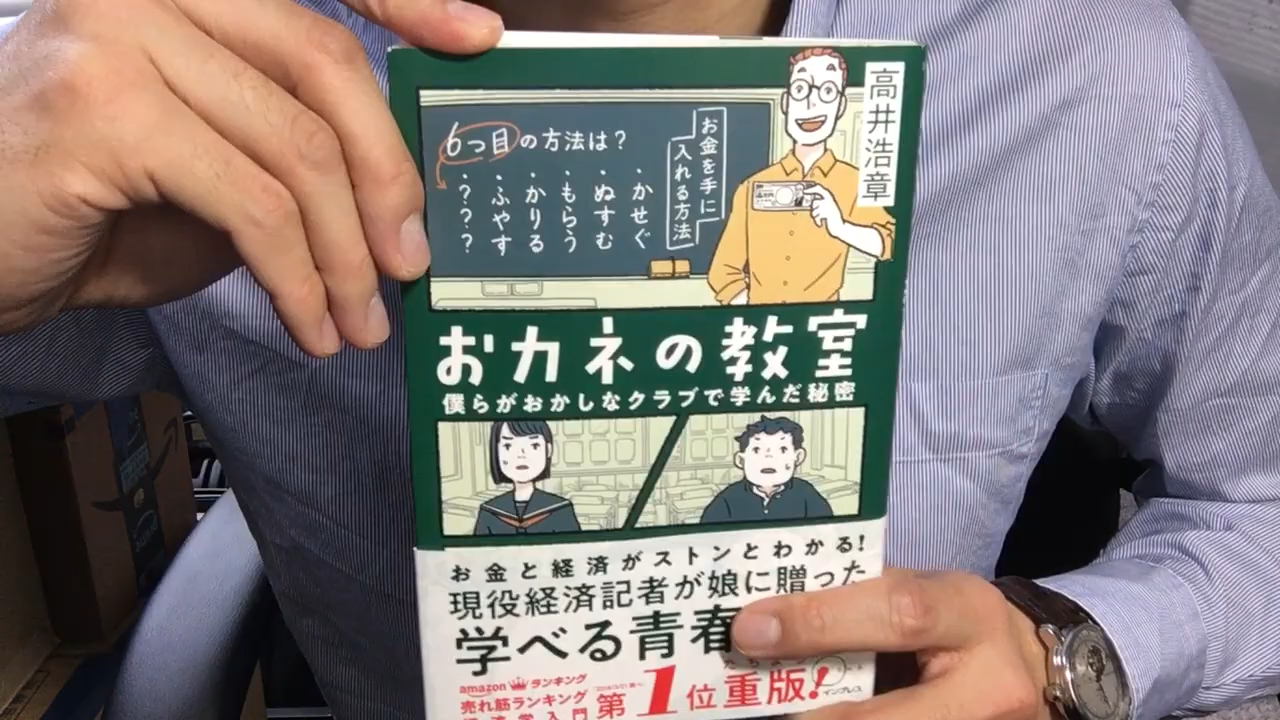 高井浩章
お金を手に
入れる方法
6つ目の方法は?
・かせぐ
・ぬすむ
・もらう
・かりる
・ふやす
・???
おカネの教室
僕らがおかしなクラブで学んだ秘密
お金と経済がストンとわかる!
現役経済記者が娘に贈った
学べる青春
amazon ランキング
売れ筋ランキング
第1位重版!
インプレス